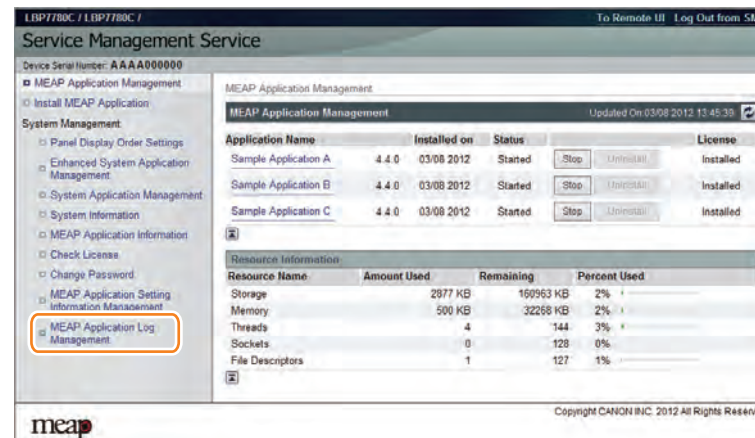 LBP7780C / LBP7780C / To Remote UI Log Out from SM
Service Management Service
Device Serial Number: AAAA000000
MEAP Application Management
Install MEAP Application
System Management
Panel Display Order Settings
Enhanced System Application
Management
System Application Management
System Information
MEAP Application Information
Check License
Change Password
MEAP Application Setting
Information Management
MEAP Application Log
Management
MEAP Application Management
MEAP Application Management Updated On:03/08 2012 13:45:39
Application Name Installed on Status License
Sample Application A 4.4.0 03/08 2012 Started Stop Uninstall Installed
Sample Application B 4.4.0 03/08 2012 Started Stop Uninstall Installed
Sample Application C 4.4.0 03/08 2012 Started Stop Uninstall Installed
Resource Information
Resource Name Amount Used Remaining Percent Used
Storage 2877 KB 160963 KB 2%
Memory 500 KB 32268 KB 2%
Threads 4 144 3%
Sockets 0 128 0%
File Descriptors 1 127 1%
Copyright CANON INC. 2012 All Rights Reserv
meap